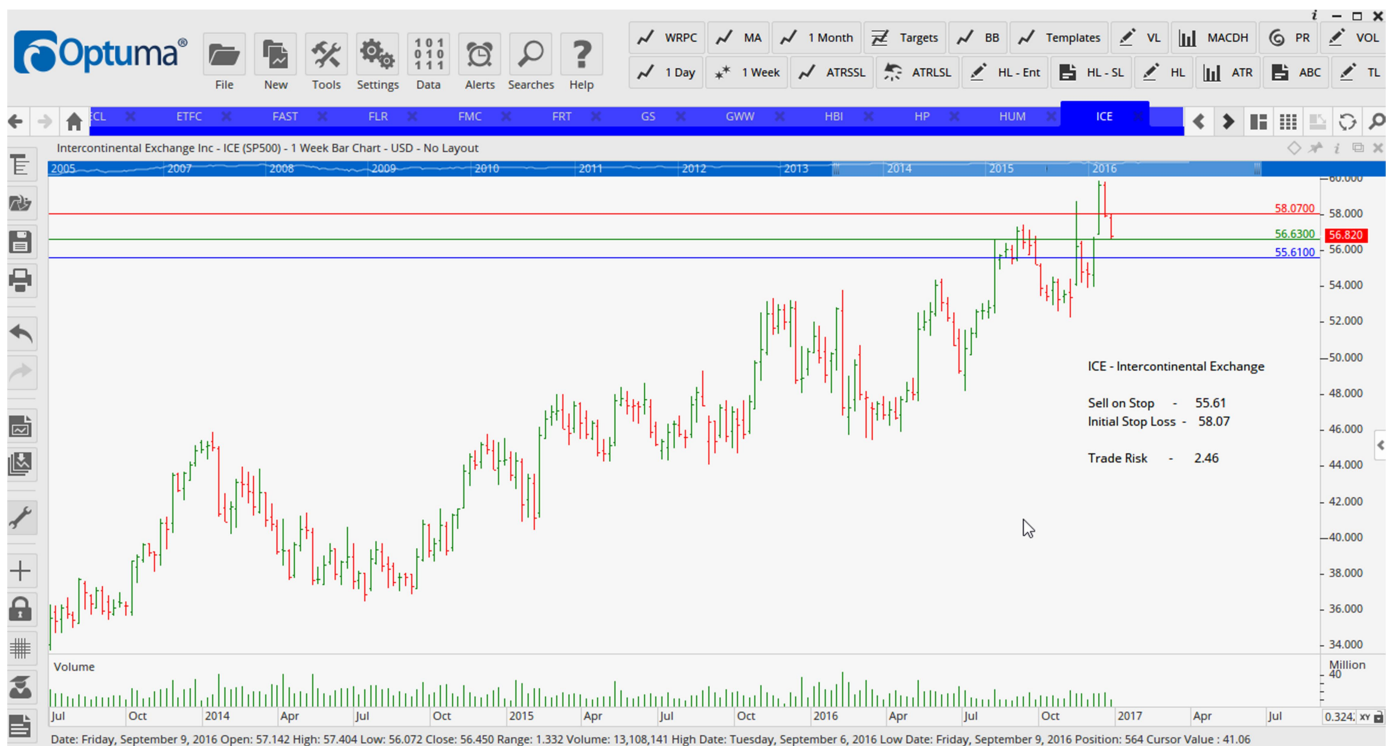 Optuma®
File New Tools Settings Data Alerts Searches Help
WRPC MA 1 Month Targets BB Templates VL MACDH PR VOL
1 Day 1 Week ATRSSL ATRLSL HL - Ent HL - SL HL ATR ABC TL
ECL ETFC FAST FLR FMC FRT GS GWW HBI HP HUM ICE
Intercontinental Exchange Inc - ICE (SP500) - 1 Week Bar Chart - USD - No Layout
2005 2007 2008 2009 2010 2011 2012 2013 2014 2015 2016
60.000
58.0700
58.000
56.6300
56.820
56.000
55.6100
54.000
52.000
50.000
ICE - Intercontinental Exchange
48.000
Sell on Stop - 55.61
Initial Stop Loss - 58.07
46.000
Trade Risk - 2.46
44.000
42.000
40.000
38.000
36.000
34.000
Volume
Million
40
Jul Oct 2014 Apr Jul Oct 2015 Apr Jul Oct 2016 Apr Jul Oct 2017 Apr Jul 0.324 XY
Date: Friday, September 9, 2016 Open: 57.142 High: 57.404 Low: 56.072 Close: 56.450 Range: 1.332 Volume: 13,108,141 High Date: Tuesday, September 6, 2016 Low Date: Friday, September 9, 2016 Position: 564 Cursor Value : 41.06